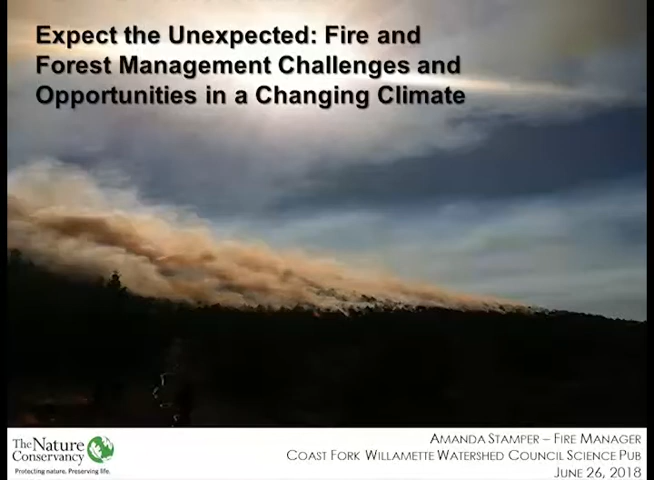 Expect the Unexpected: Fire and
Forest Management Challenges and
Opportunities in a Changing Climate
The Nature
Conservancy
Protecting nature. Preserving life.
Amanda Stamper – Fire Manager
Coast Fork Willamette Watershed Council Science Pub
June 26, 2018